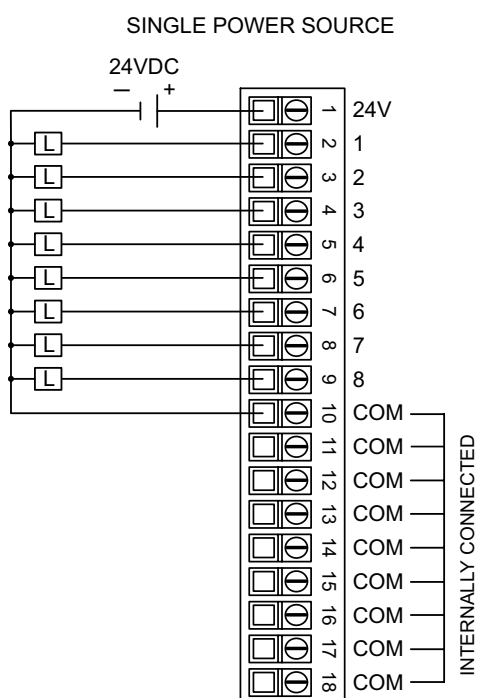 SINGLE POWER SOURCE
24VDC
— +
1 24V
L 2 1
L 3 2
L 4 3
L 5 4
L 6 5
L 7 6
L 8 7
L 9 8
10 COM
11 COM
12 COM
13 COM
14 COM
15 COM
16 COM
17 COM
18 COM
INTERNALLY CONNECTED